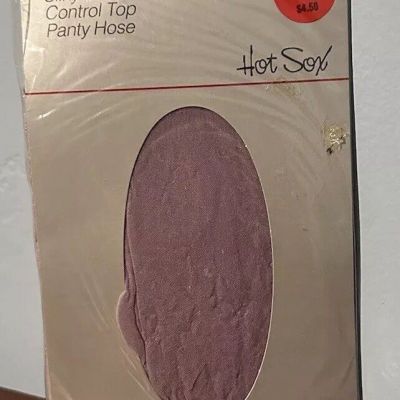 Control Top
Panty Hose
$4.50
Hot Sox